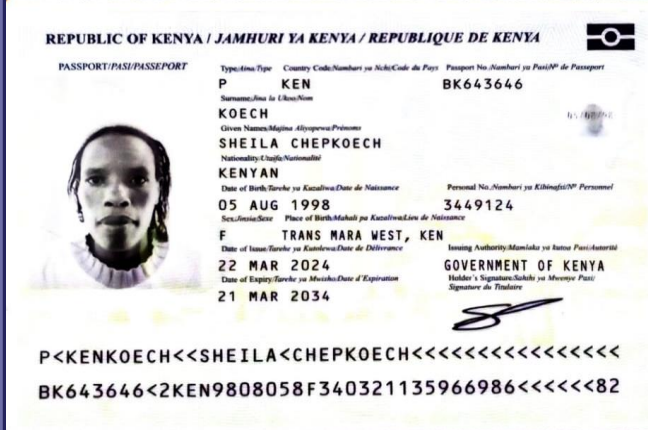 REPUBLIC OF KENYA / JAMHURI YA KENYA / REPUBLIQUE DE KENYA
PASSPORT/PASI/PASSEPORT
Type/Aina/Type Country Code/Nambari ya Nchi/Code du Pays Passport No./Nambari ya Pasi/Nº de Passeport
P KEN BK643646
Surname/Jina la Ukoo/Nom
KOECH
05/08/98
Given Names/Majina Aliyopewa/Prénoms
SHEILA CHEPKOECH
Nationality/Utaifa/Nationalité
KENYAN
Date of Birth/Tarehe ya Kuzaliwa/Date de Naissance Personal No./Nambari ya Kibinafsi/Nº Personnel
05 AUG 1998 3449124
Sex/Jinsia/Sexe Place of Birth/Mahali pa Kuzaliwa/Lieu de Naissance
F TRANS MARA WEST, KEN
Date of Issue/Tarehe ya Kutolewa/Date de Délivrance Issuing Authority/Mamlaka ya kutoa Pasi/Autorité
22 MAR 2024 GOVERNMENT OF KENYA
Date of Expiry/Tarehe ya Mwisho/Date d'Expiration Holder's Signature/Sahihi ya Mwenye Pasi/
Signature du Titulaire
21 MAR 2034
P<KENKOECH<<SHEILA<CHEPKOECH<<<<<<<<<<<<<<<<
BK643646<2KEN9808058F340321135966986<<<<<<82